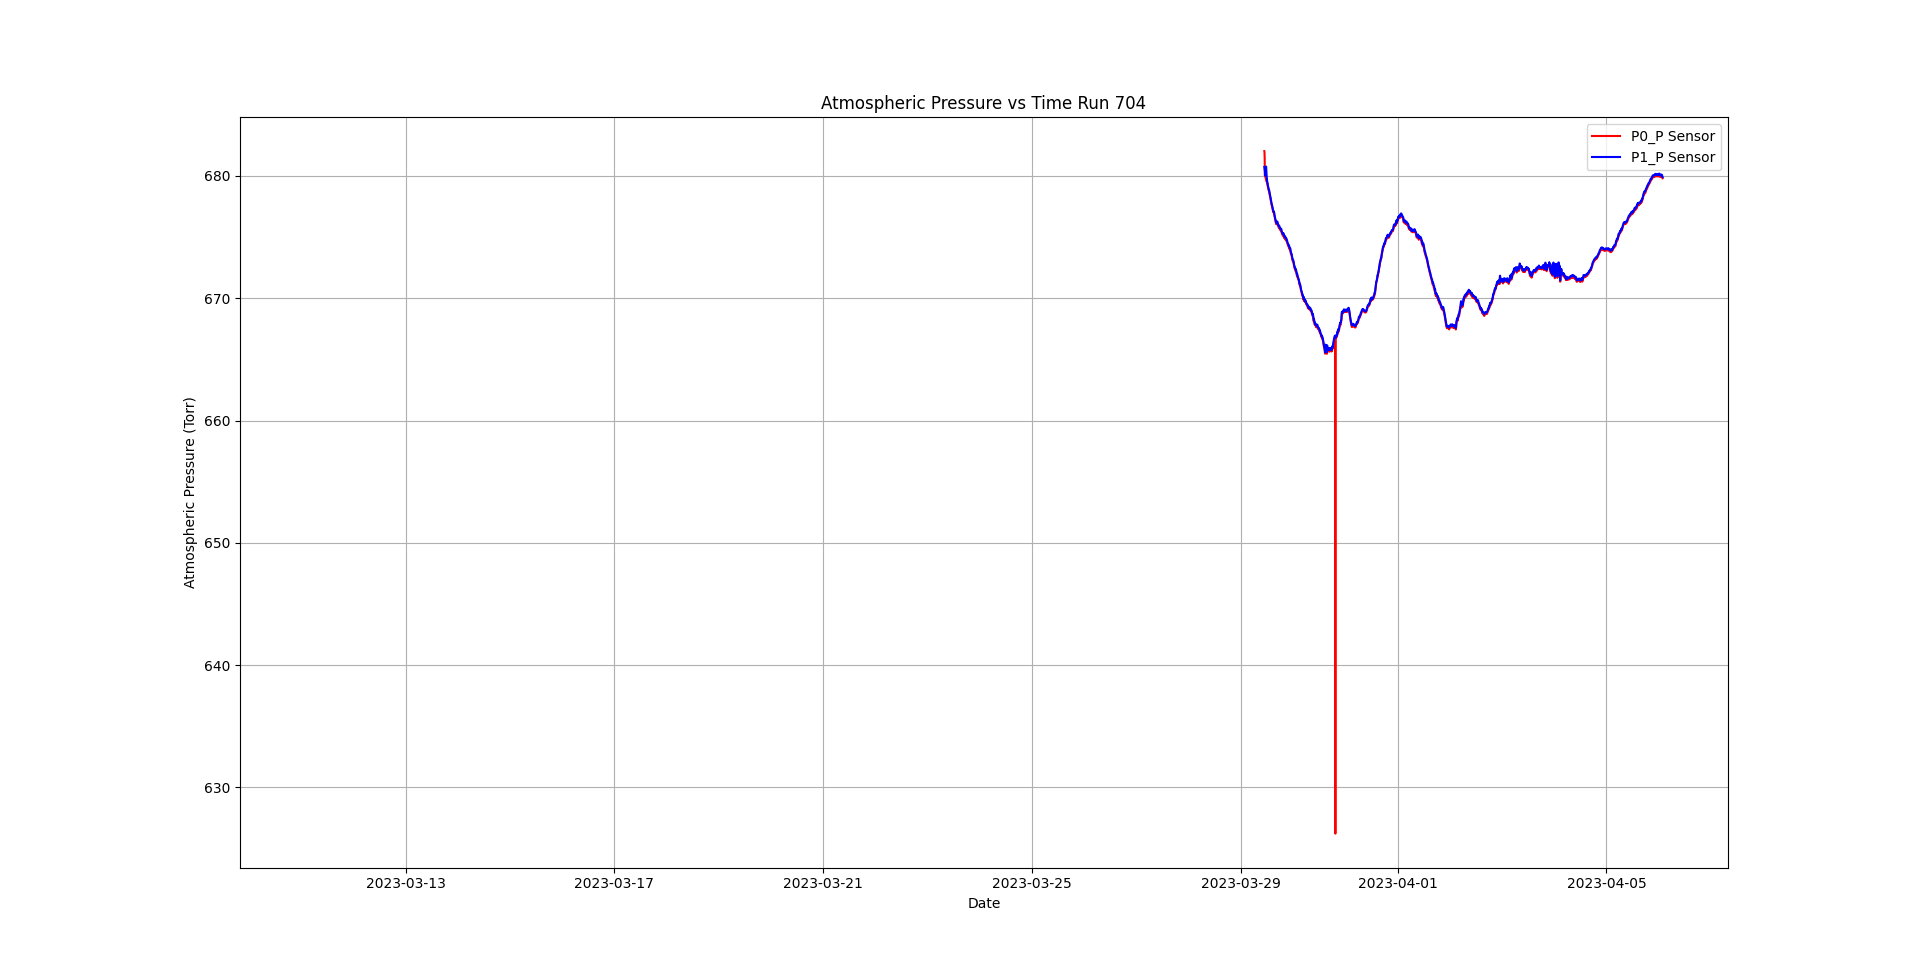 Atmospheric Pressure vs Time Run 704
P0_P Sensor
P1_P Sensor
Atmospheric Pressure (Torr)
680
670
660
650
640
630
2023-03-13 2023-03-17 2023-03-21 2023-03-25 2023-03-29 2023-04-01 2023-04-05
Date